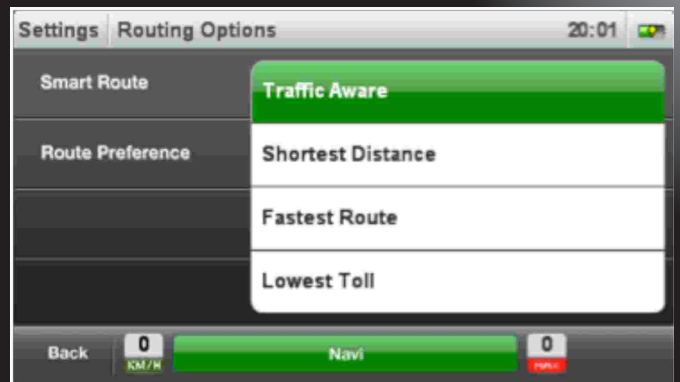 Settings Routing Options 20:01
Smart Route
Traffic Aware
Route Preference
Shortest Distance
Fastest Route
Lowest Toll
Back
0
KM/H
Navi
0